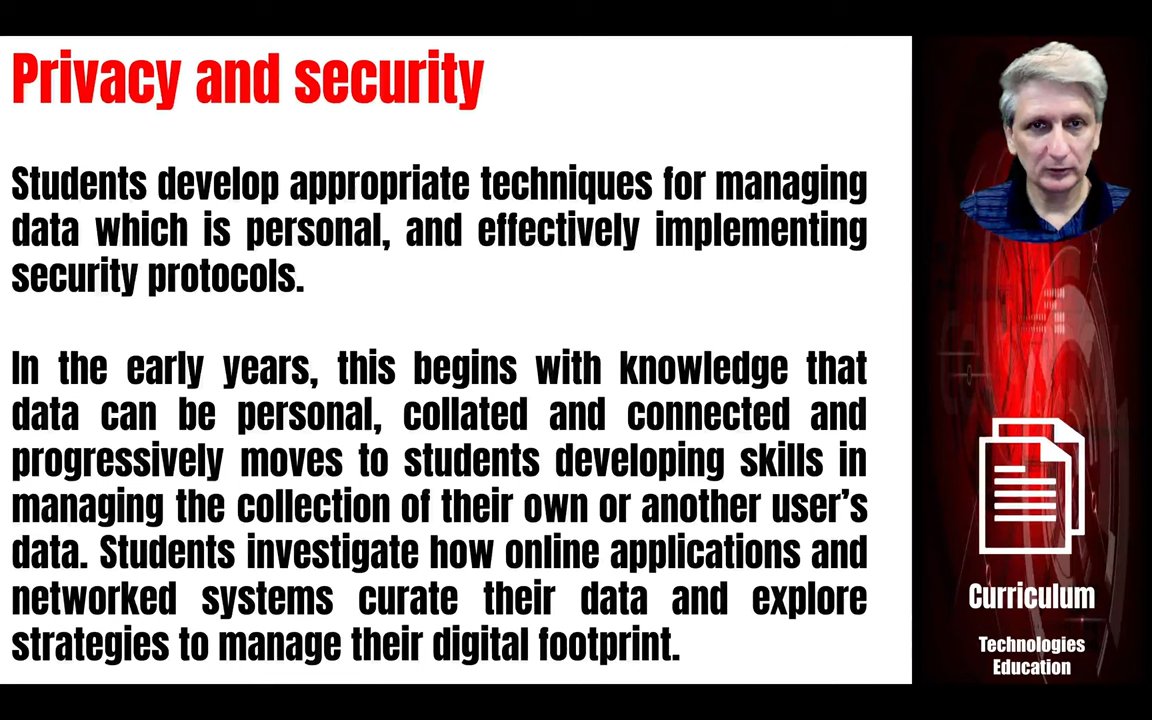 Privacy and security
Students develop appropriate techniques for managing
data which is personal, and effectively implementing
security protocols.
In the early years, this begins with knowledge that
data can be personal, collated and connected and
progressively moves to students developing skills in
managing the collection of their own or another user’s
data. Students investigate how online applications and
networked systems curate their data and explore
strategies to manage their digital footprint.
Curriculum
Technologies
Education